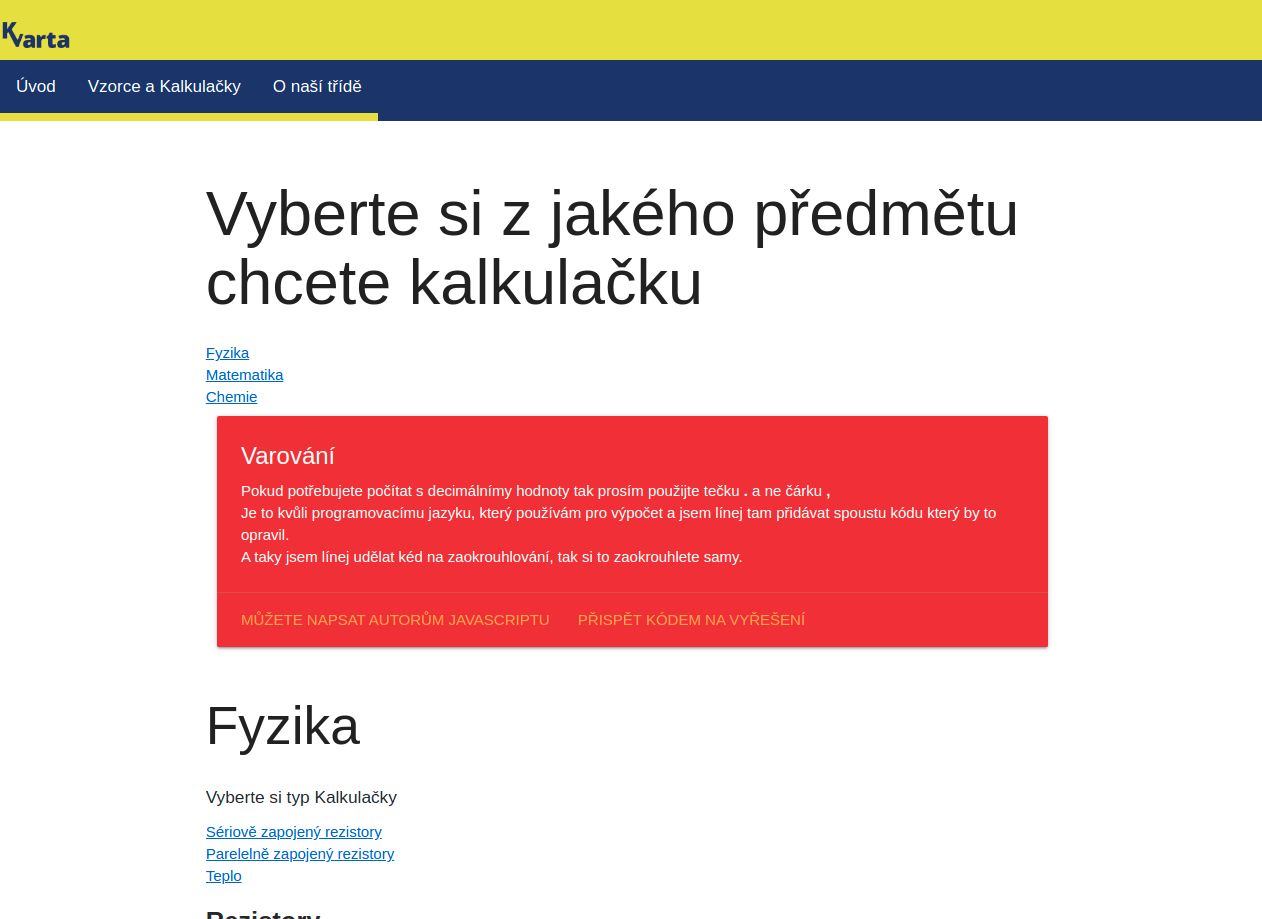 Kvarta
Úvod Vzorce a Kalkulačky O naší třídě
Vyberte si z jakého předmětu
chcete kalkulačku
Fyzika
Matematika
Chemie
Varování
Pokud potřebujete počítat s decimálnímy hodnoty tak prosím použijte tečku . a ne čárku ,
Je to kvůli programovacímu jazyku, který používám pro výpočet a jsem línej tam přidávat spoustu kódu který by to
opravil.
A taky jsem línej udělat kéd na zaokrouhlování, tak si to zaokrouhlete samy.
MŮŽETE NAPSAT AUTORŮM JAVASCRIPTU PŘISPĚT KÓDEM NA VYŘEŠENÍ
Fyzika
Vyberte si typ Kalkulačky
Sériově zapojený rezistory
Parelelně zapojený rezistory
Teplo
Rezistory